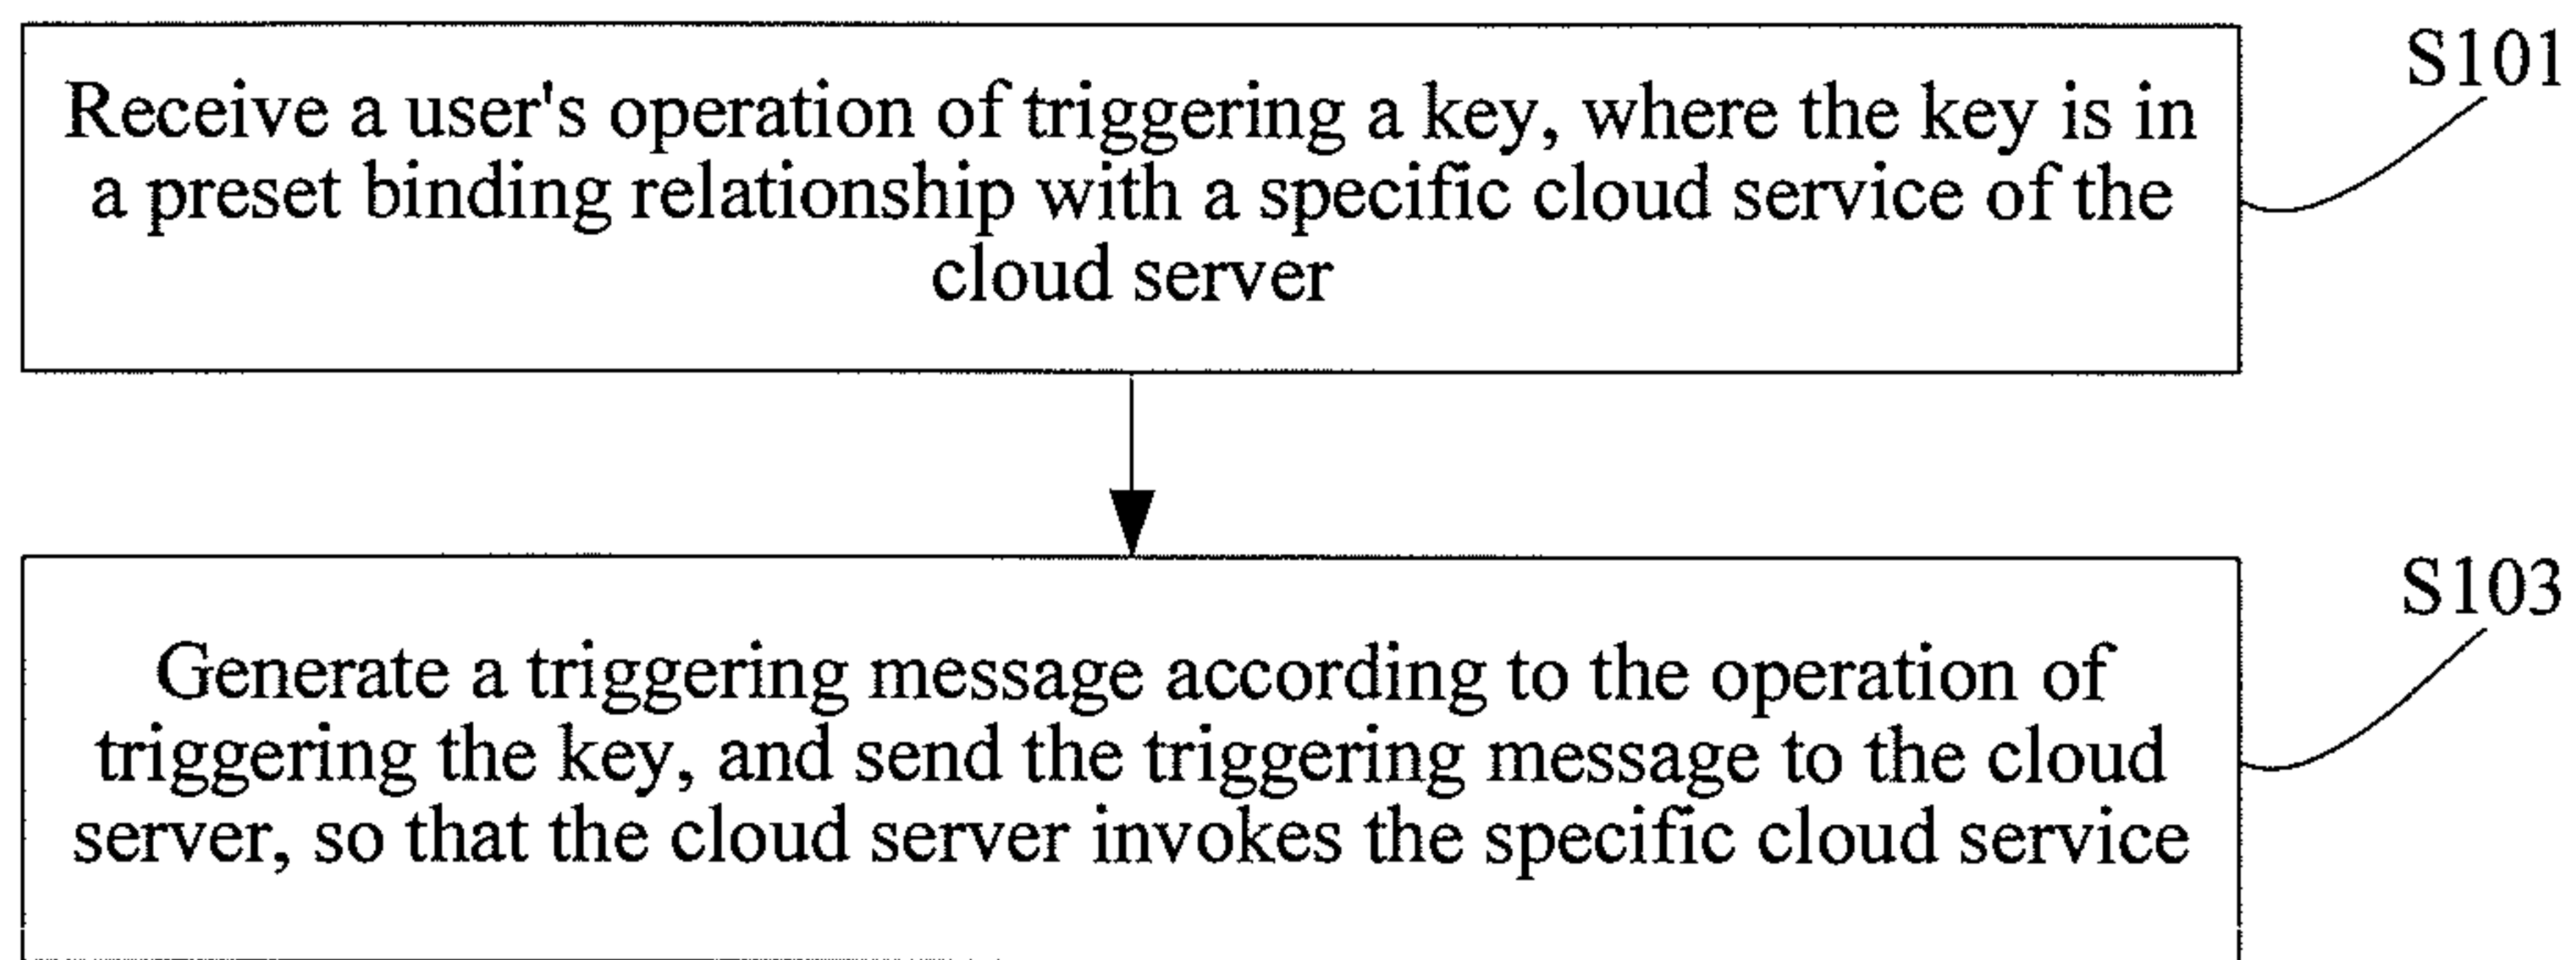 S101
Receive a user's operation of triggering a key, where the key is in
a preset binding relationship with a specific cloud service of the
cloud server
S103
Generate a triggering message according to the operation of
triggering the key, and send the triggering message to the cloud
server, so that the cloud server invokes the specific cloud service